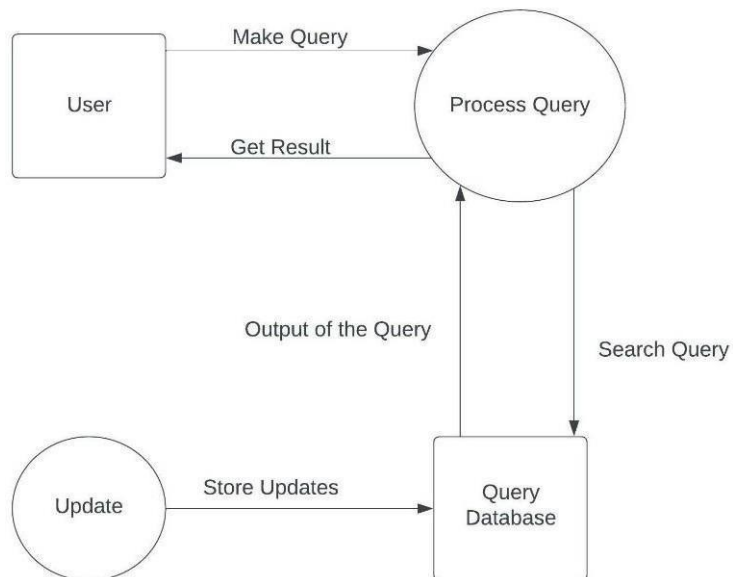 Make Query
User
Process Query
Get Result
Output of the Query
Search Query
Update
Store Updates
Query
Database